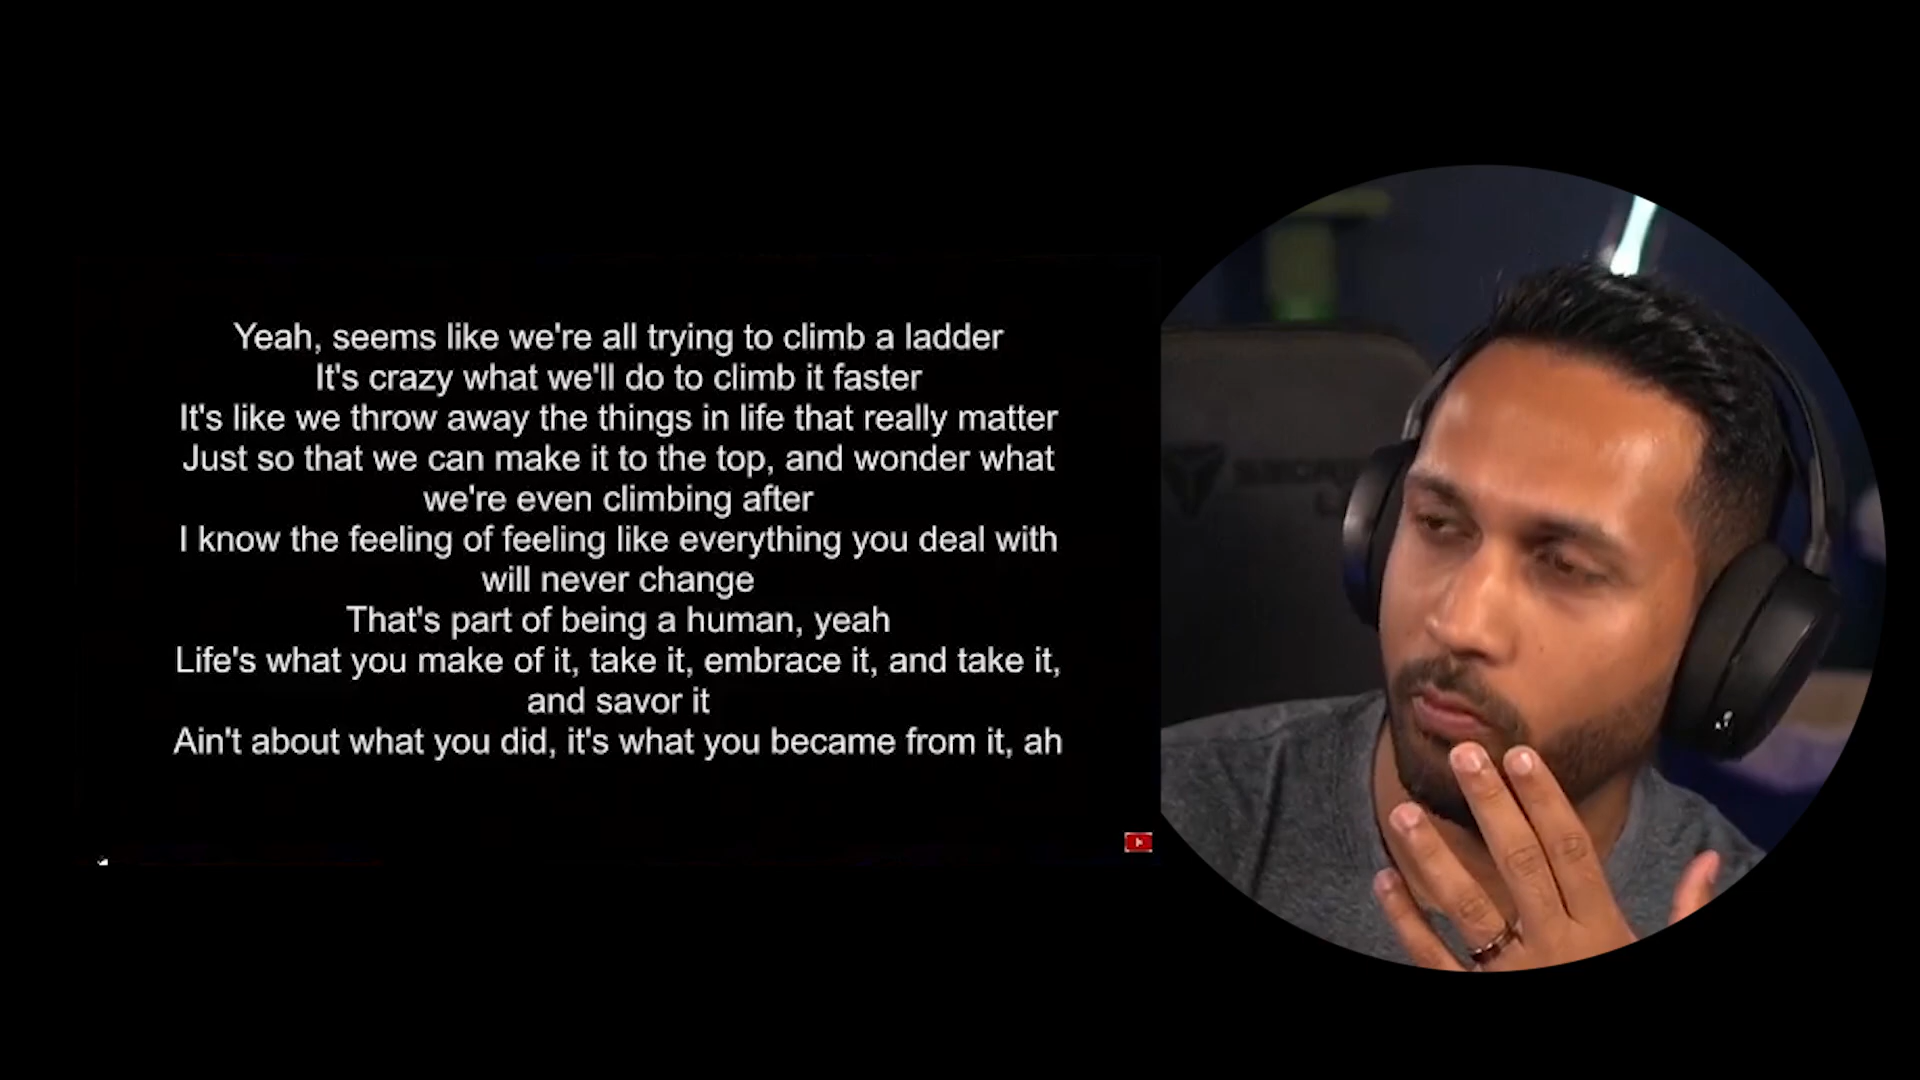 Yeah, seems like we're all trying to climb a ladder
It's crazy what we'll do to climb it faster
It's like we throw away the things in life that really matter
Just so that we can make it to the top, and wonder what
we're even climbing after
I know the feeling of feeling like everything you deal with
will never change
That's part of being a human, yeah
Life's what you make of it, take it, embrace it, and take it,
and savor it
Ain't about what you did, it's what you became from it, ah